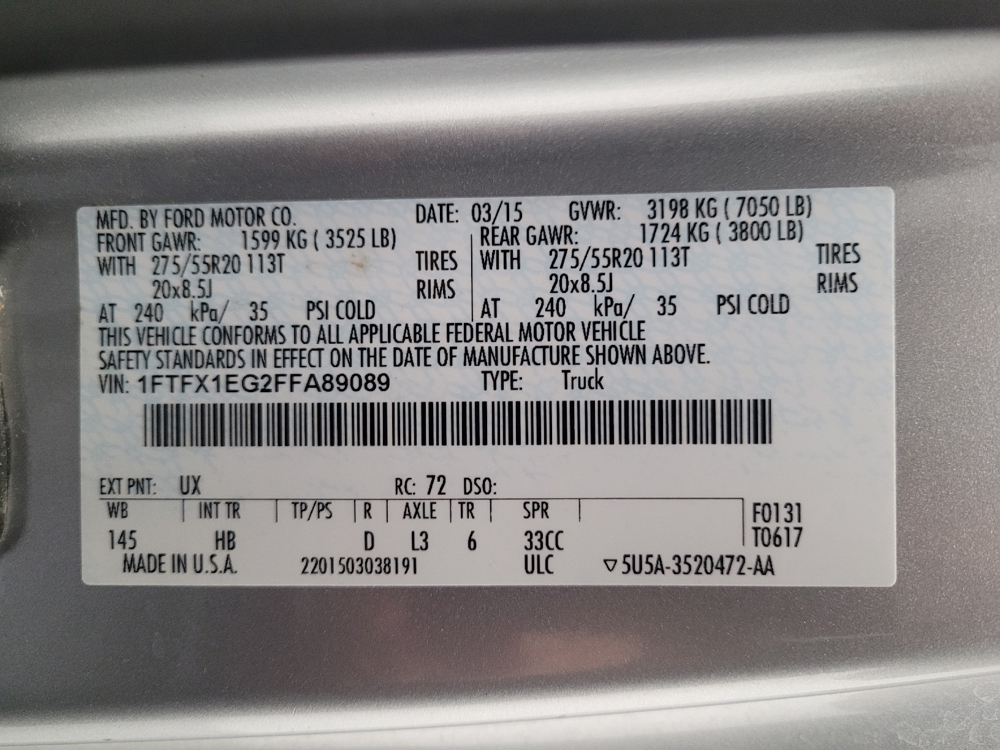 MFD. BY FORD MOTOR CO. DATE: 03/15 GVWR: 3198 KG ( 7050 LB)
FRONT GAWR: 1599 KG ( 3525 LB) REAR GAWR: 1724 KG ( 3800 LB)
WITH 275/55R20 113T TIRES WITH 275/55R20 113T TIRES
20x8.5J RIMS 20x8.5J RIMS
AT 240 kPa/ 35 PSI COLD AT 240 kPa/ 35 PSI COLD
THIS VEHICLE CONFORMS TO ALL APPLICABLE FEDERAL MOTOR VEHICLE
SAFETY STANDARDS IN EFFECT ON THE DATE OF MANUFACTURE SHOWN ABOVE.
VIN: 1FTFX1EG2FFA89089 TYPE: Truck
EXT PNT: UX RC: 72 DSO:
WB INT TR TP/PS R AXLE TR SPR F0131
145 HB D L3 6 33CC T0617
MADE IN U.S.A. 2201503038191 ULC ▽5U5A-3520472-AA